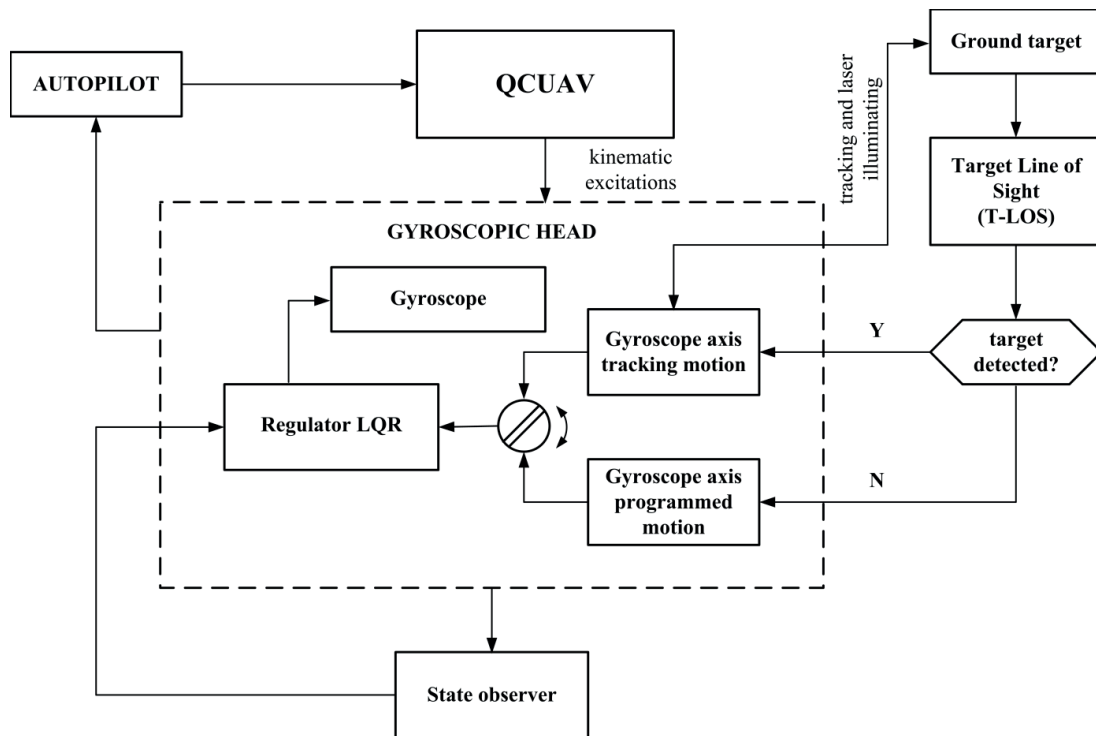 AUTOPILOT
QCUAV
kinematic
excitations
tracking and laser
illuminating
Ground target
Target Line of
Sight
(T-LOS)
target
detected?
Y
N
GYROSCOPIC HEAD
Gyroscope
Gyroscope axis
tracking motion
Regulator LQR
Gyroscope axis
programmed
motion
State observer